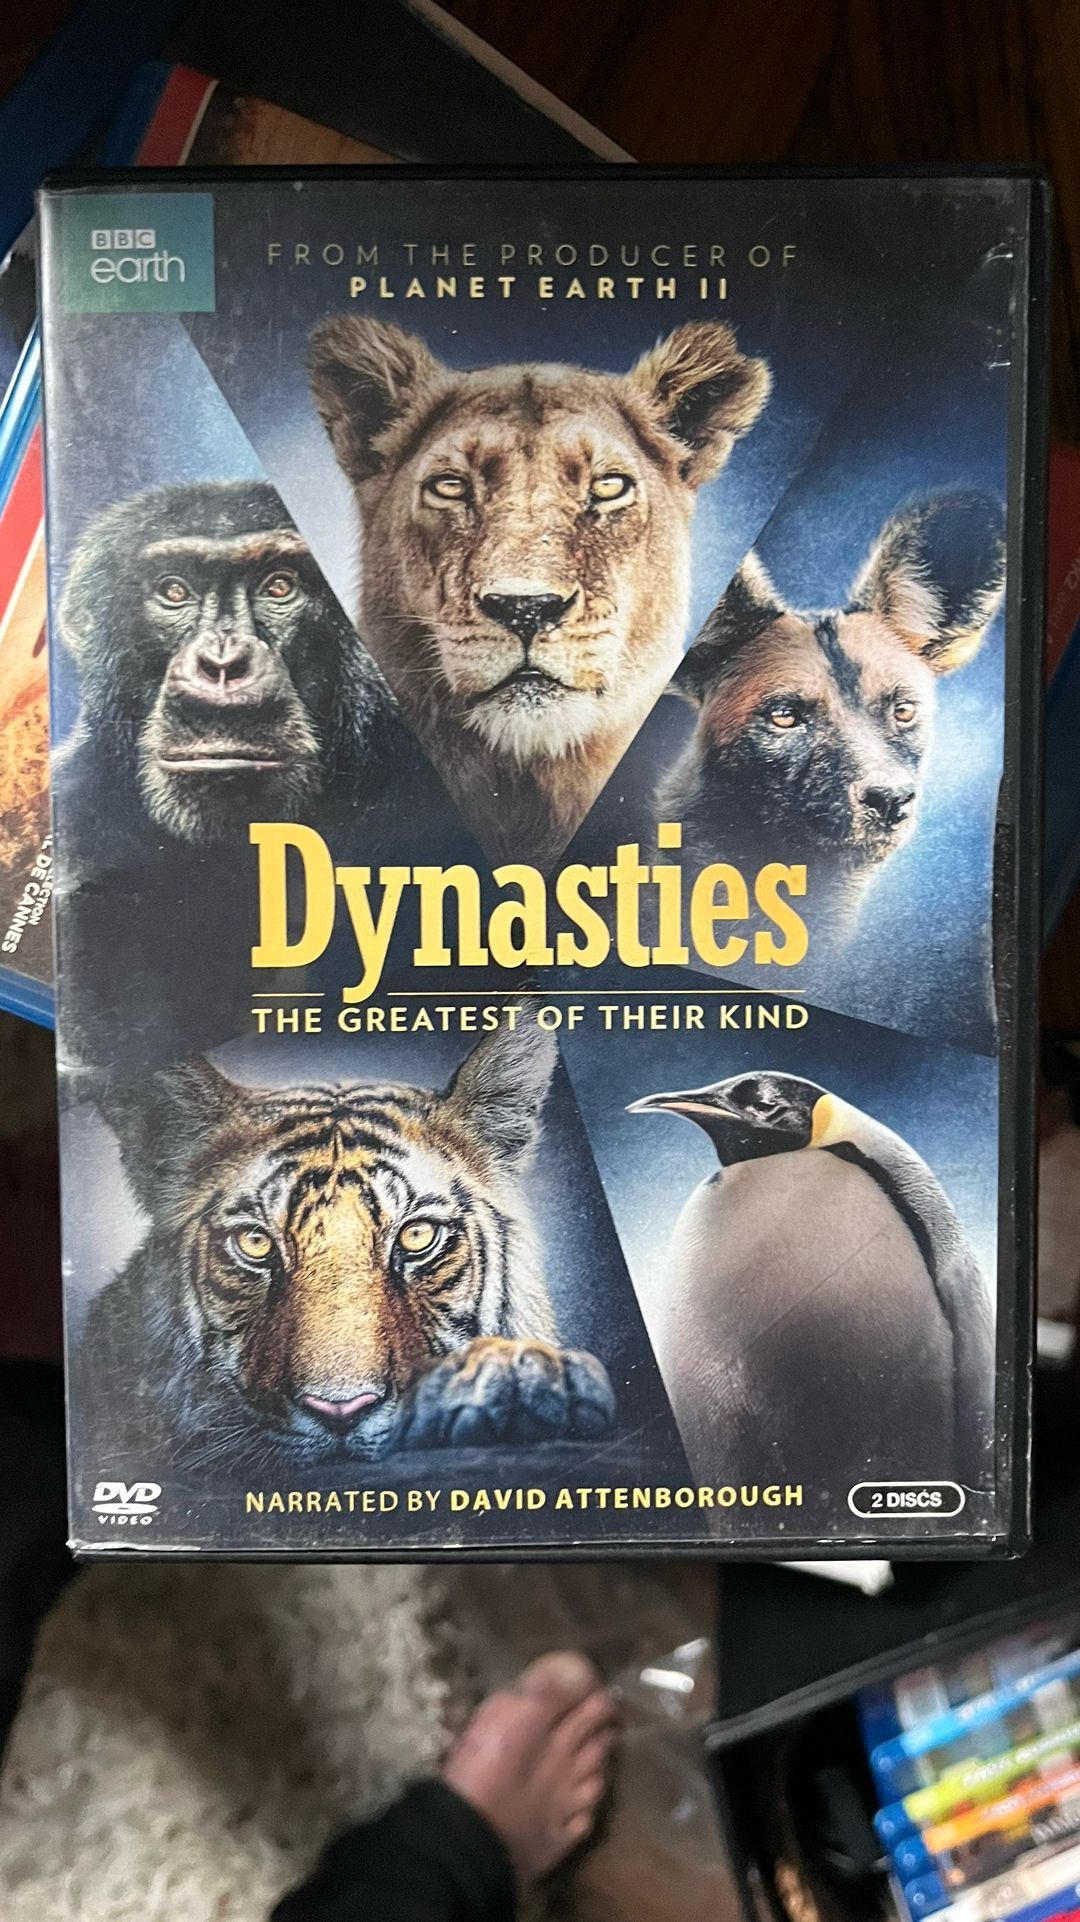 BBC
earth
FROM THE PRODUCER OF
PLANET EARTH II
Dynasties
THE GREATEST OF THEIR KIND
NARRATED BY DAVID ATTENBOROUGH
DVD
VIDEO
2 DISCS
DE CANNES